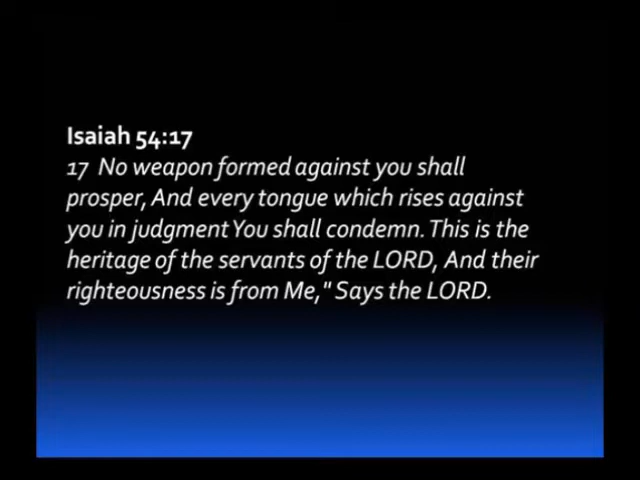 Isaiah 54:17
17 No weapon formed against you shall
prosper, And every tongue which rises against
you in judgment You shall condemn. This is the
heritage of the servants of the LORD, And their
righteousness is from Me," Says the LORD.